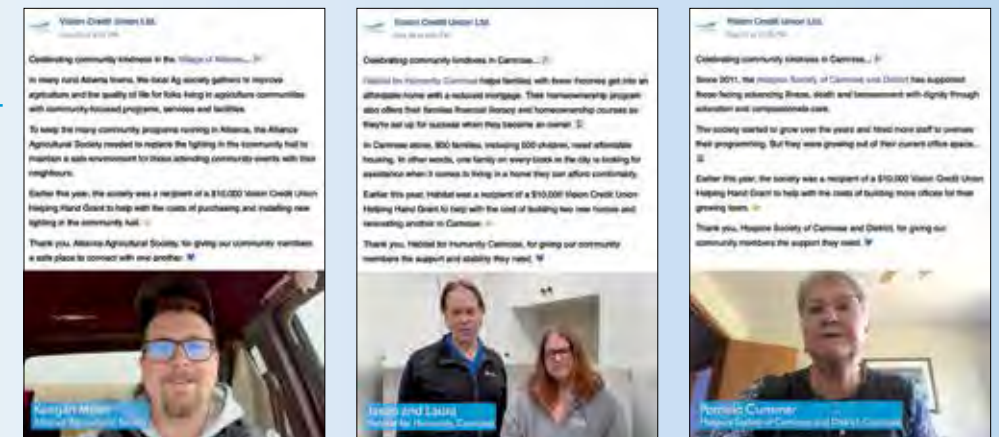 Vision Credit Union Ltd.
Celebrating community kindness in the Village of Alliance...
In many rural Alberta towns, the local Ag society gathers to improve
agriculture and the quality of life for folks living in agriculture communities
with community-focused programs, services and facilities.
To keep the many community programs running in Alliance, the Alliance
Agricultural Society needed to replace the lighting in the community hall to
maintain a safe environment for those attending community events with their
neighbours.
Earlier this year, the society was a recipient of a $10,000 Vision Credit Union
Helping Hand Grant to help with the costs of purchasing and installing new
lighting in the community hall.
Thank you, Alliance Agricultural Society, for giving our community members
a safe place to connect with one another.
Alliance Agricultural Society
Vision Credit Union Ltd.
Celebrating community kindness in Camrose...
Habitat for Humanity Camrose helps families with lower incomes get into an
affordable home with a reduced mortgage. Their homeownership program
also offers their families financial literacy and homeownership courses so
they're set up for success when they become an owner.
In Camrose alone, 800 families, including 500 children, need affordable
housing. In other words, one family on every block in the city is looking for
assistance when it comes to living in a home they can afford comfortably.
Earlier this year, Habitat was a recipient of a $10,000 Vision Credit Union
Helping Hand Grant to help with the cost of building two new homes and
renovating another in Camrose.
Thank you, Habitat for Humanity Camrose, for giving our community
members the support and stability they need.
Jason and Laura
Habitat for Humanity, Camrose
Vision Credit Union Ltd.
Celebrating community kindness in Camrose...
Since 2011, the Hospice Society of Camrose and District has supported
those facing advancing illness, death and bereavement with dignity through
education and compassionate care.
The society started to grow over the years and hired more staff to oversee
their programming. But they were growing out of their current office space...
Earlier this year, the society was a recipient of a $10,000 Vision Credit Union
Helping Hand Grant to help with the costs of building more offices for their
growing team.
Thank you, Hospice Society of Camrose and District, for giving our
community members the support they need.
Hospice Society of Camrose and District, Camrose